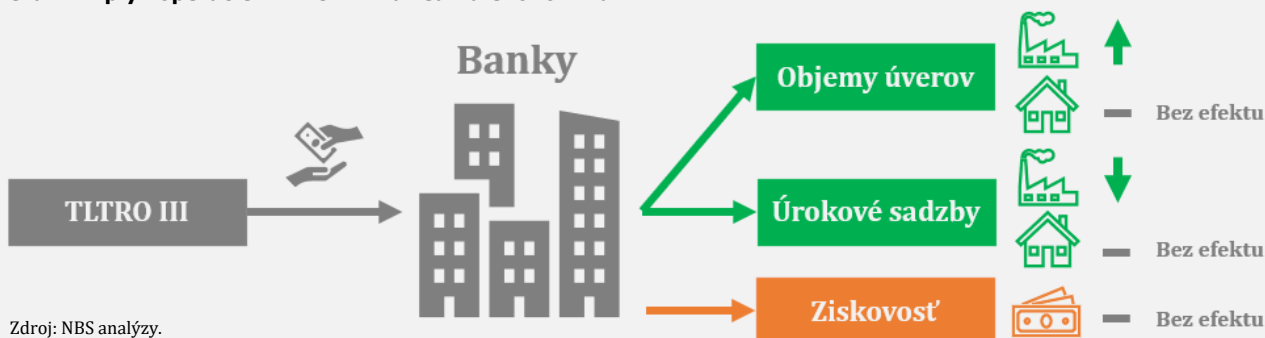 Banky
TLTRO III
Objemy úverov
Bez efektu
Úrokové sadzby
Bez efektu
Ziskovosť
Bez efektu
Zdroj: NBS analýzy.